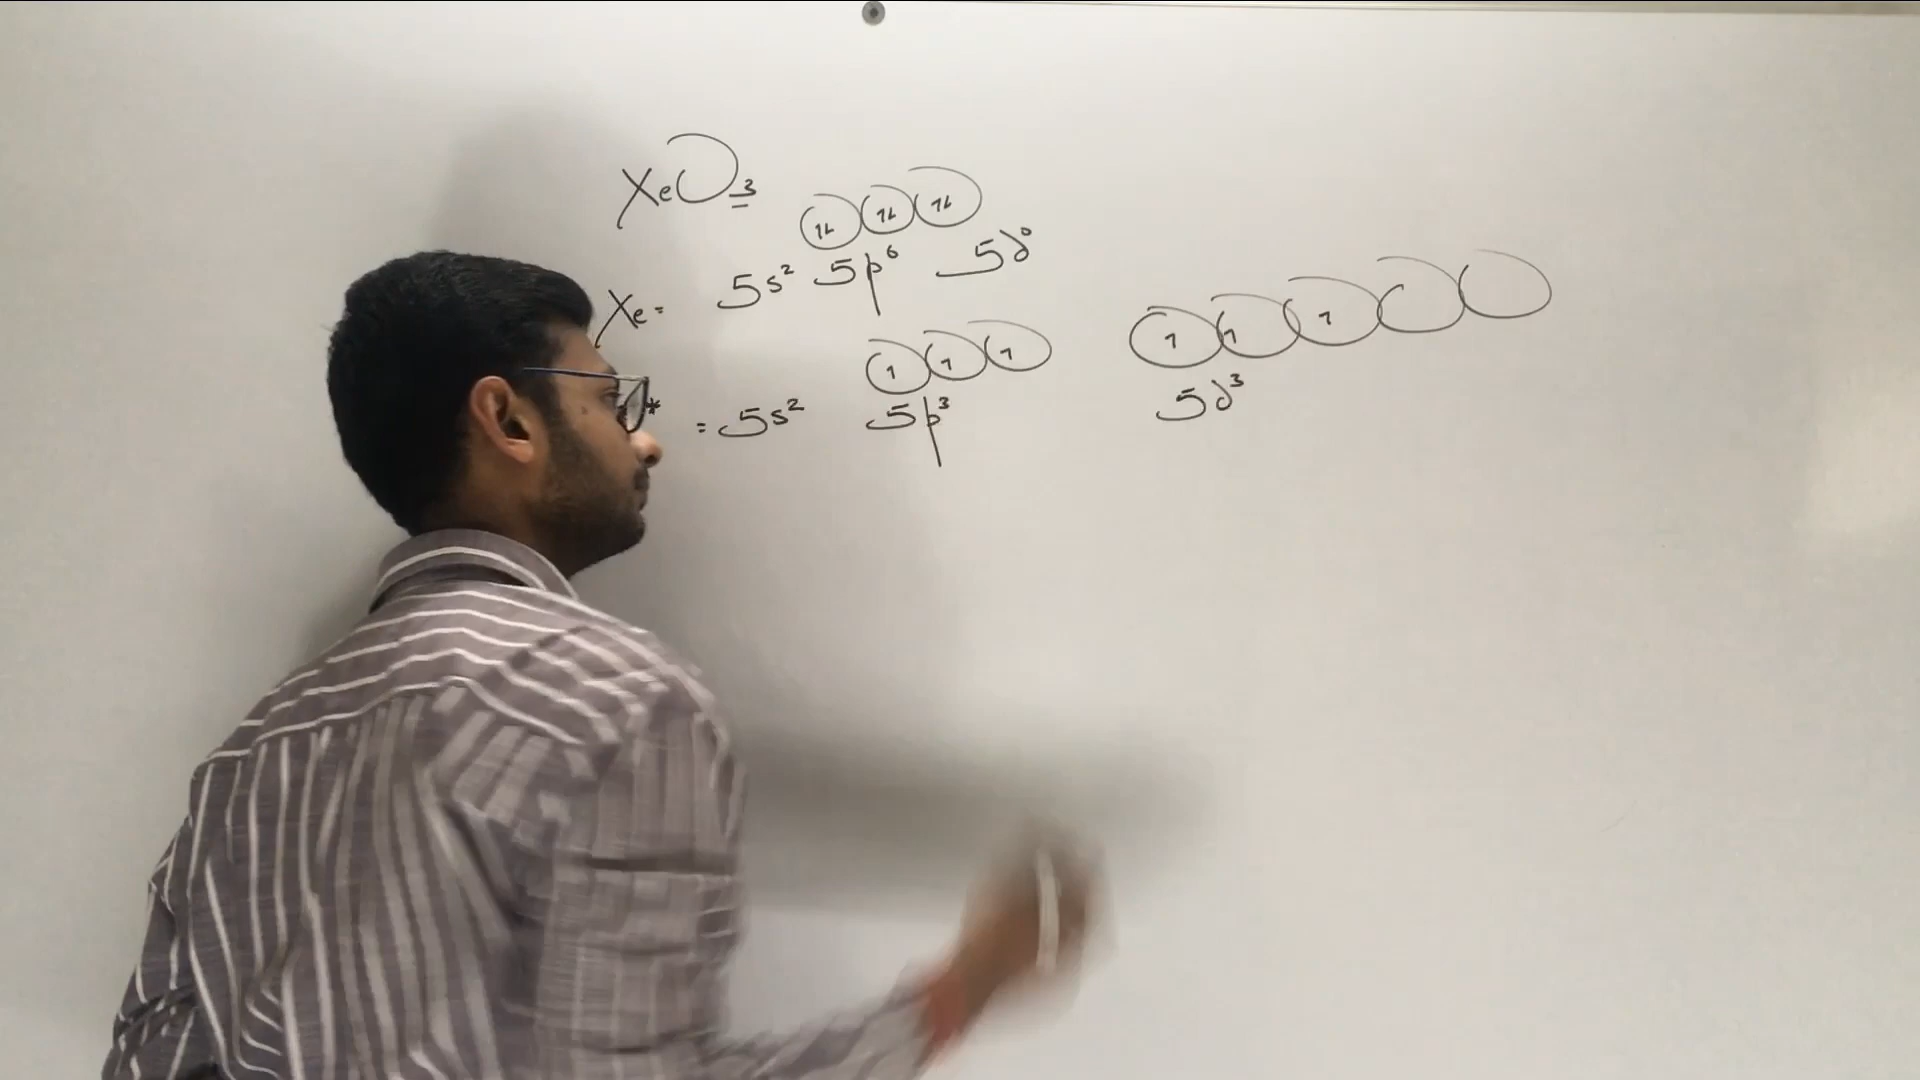 XeO₃
↿⇂ ↿⇂ ↿⇂
Xe = 5s² 5p⁶ 5d⁰
↿ ↿ ↿ ↿ ↿ ↿
* = 5s² 5p³ 5d³